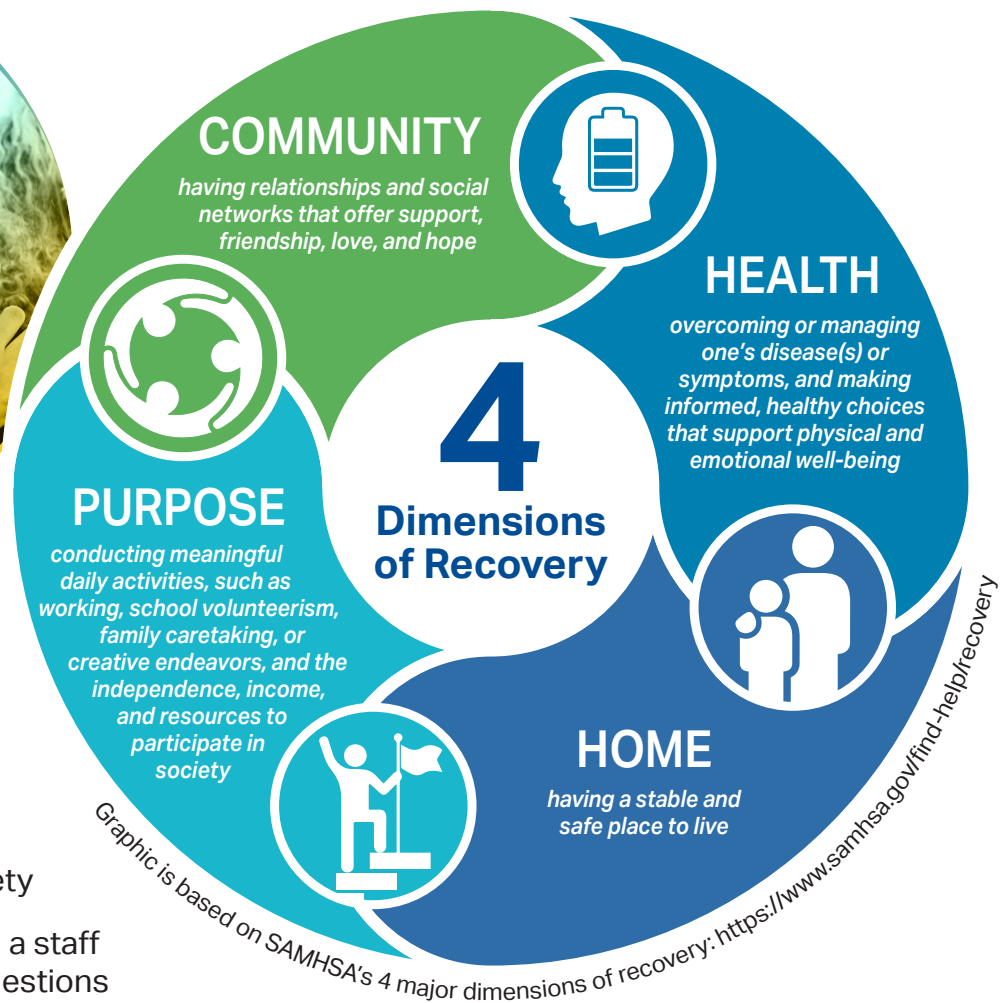 COMMUNITY
having relationships and social
networks that offer support,
friendship, love, and hope
HEALTH
overcoming or managing
one's disease(s) or
symptoms, and making
informed, healthy choices
that support physical and
emotional well-being
4
Dimensions
of Recovery
PURPOSE
conducting meaningful
daily activities, such as
working, school volunteerism,
family caretaking, or
creative endeavors, and the
independence, income,
and resources to
participate in
society
HOME
having a stable and
safe place to live
Graphic is based on SAMHSA's 4 major dimensions of recovery: https://www.samhsa.gov/find-help/recovery
a staff